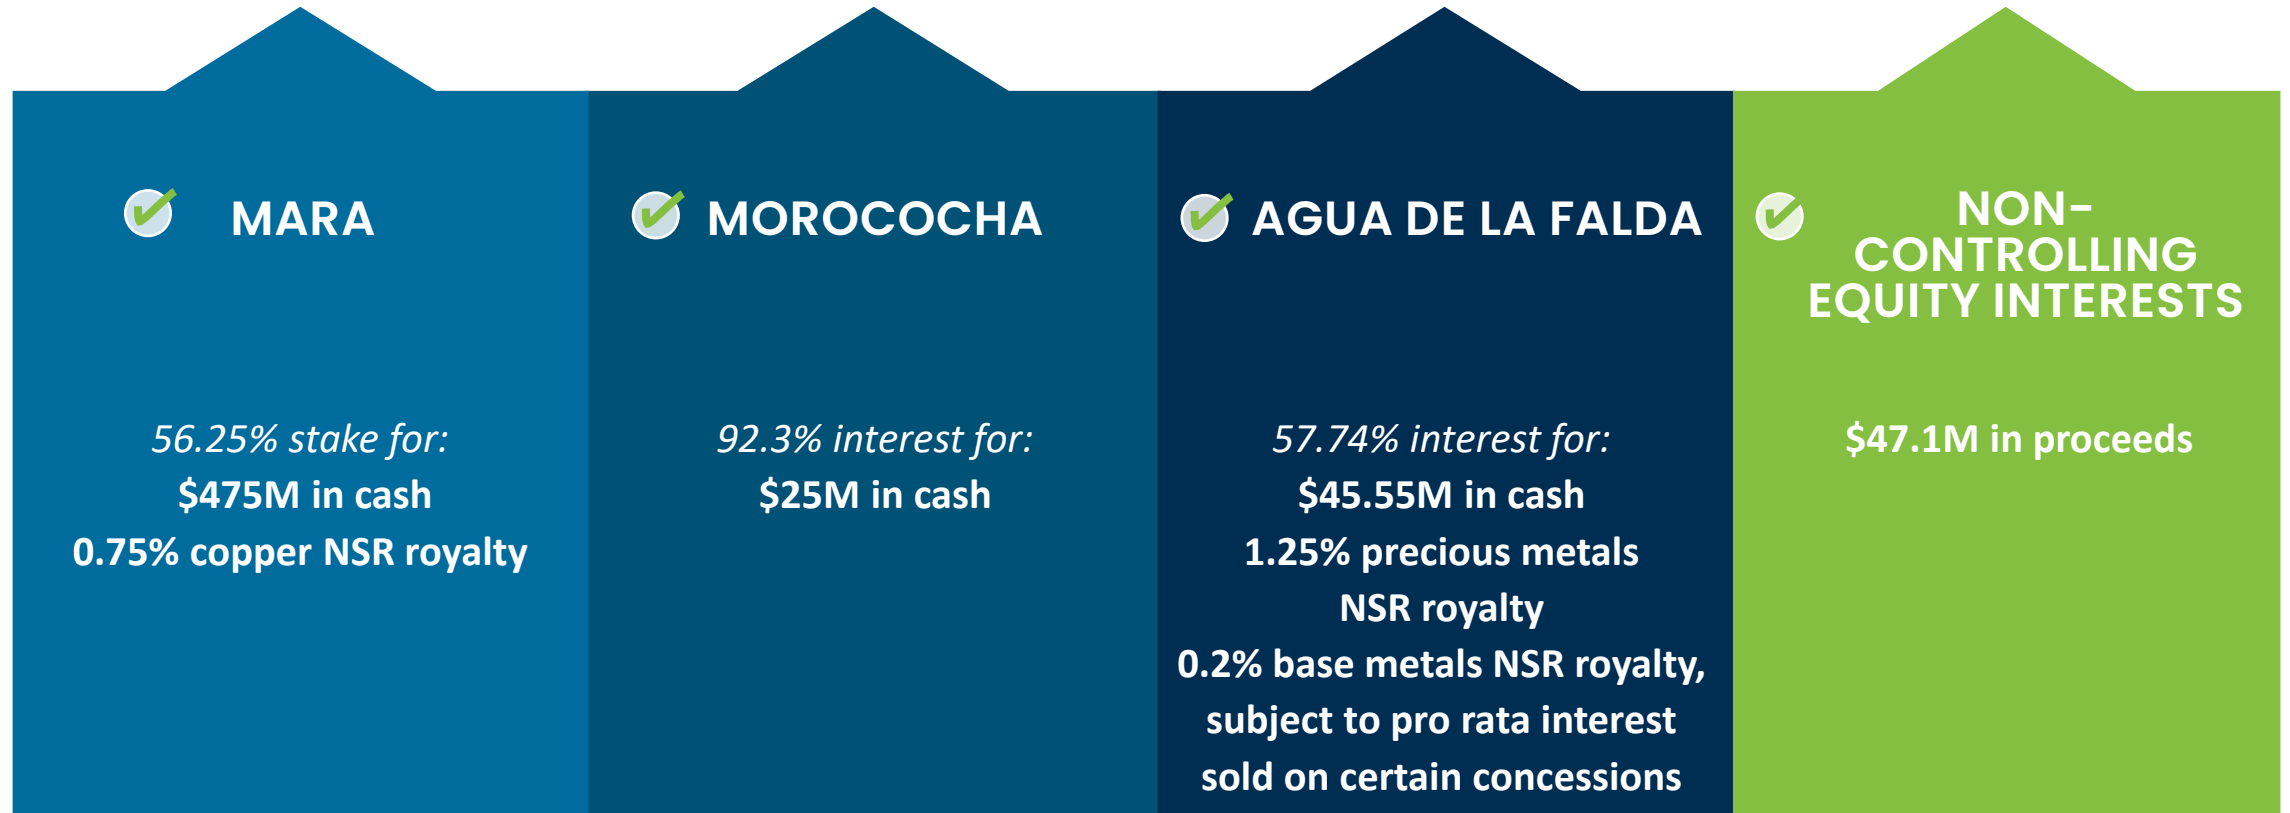 MARA
56.25% stake for:
$475M in cash
0.75% copper NSR royalty
MOROCOCHA
92.3% interest for:
$25M in cash
AGUA DE LA FALDA
57.74% interest for:
$45.55M in cash
1.25% precious metals
NSR royalty
0.2% base metals NSR royalty,
subject to pro rata interest
sold on certain concessions
NON-
CONTROLLING
EQUITY INTERESTS
$47.1M in proceeds